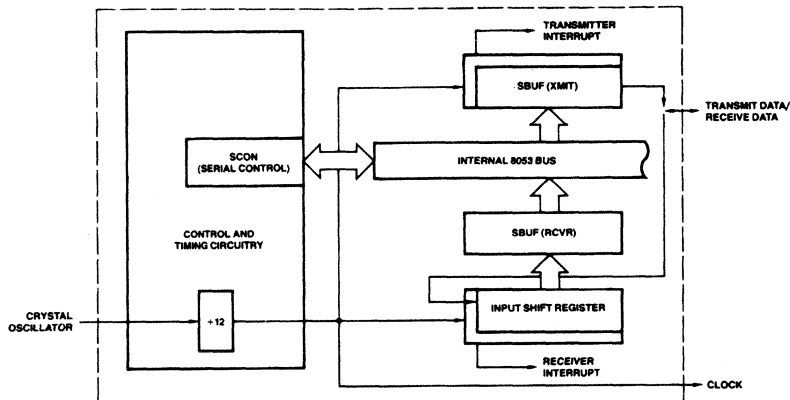 TRANSMITTER
INTERRUPT
SBUF (XMIT)
TRANSMIT DATA/
RECEIVE DATA
SCON
(SERIAL CONTROL)
INTERNAL 8053 BUS
SBUF (RCVR)
CONTROL AND
TIMING CIRCUITRY
INPUT SHIFT REGISTER
CRYSTAL
OSCILLATOR
÷12
RECEIVER
INTERRUPT
CLOCK